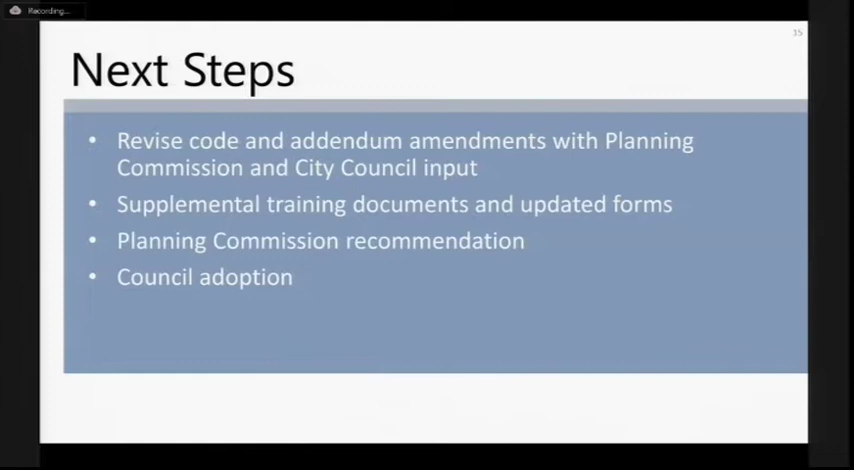 Recording...
15
Next Steps
• Revise code and addendum amendments with Planning
Commission and City Council input
• Supplemental training documents and updated forms
• Planning Commission recommendation
• Council adoption